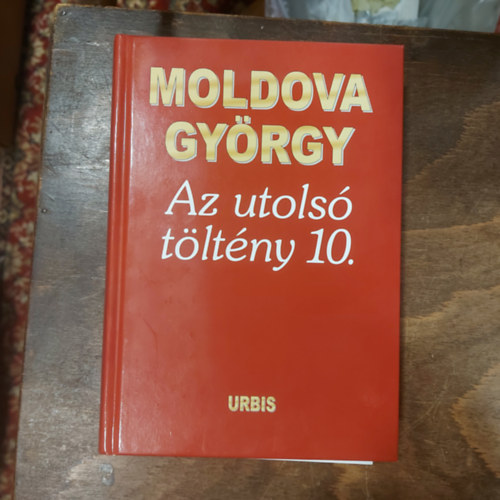 MOLDOVA
GYÖRGY
Az utolsó
töltény 10.
URBIS